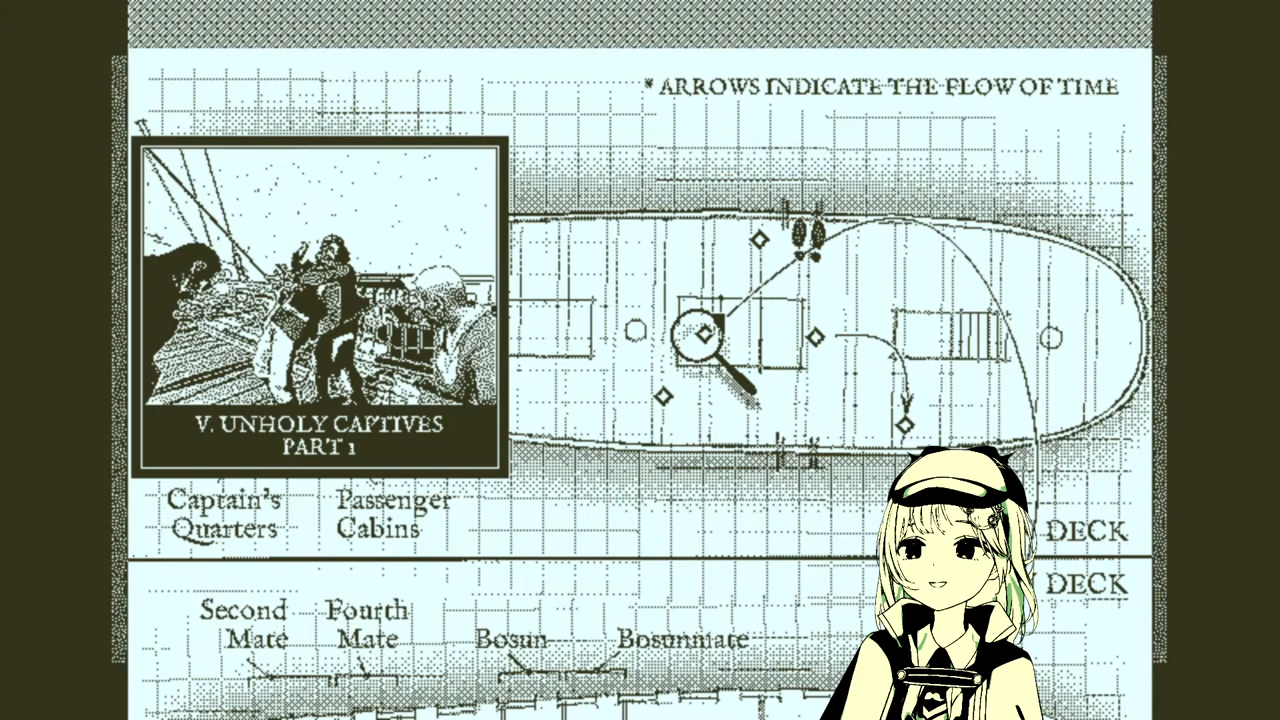 * ARROWS INDICATE THE FLOW OF TIME
V. UNHOLY CAPTIVES
PART 1
Captain's
Quarters
Passenger
Cabins
DECK
DECK
Second
Mate
Fourth
Mate
Bosun
Bosunmate